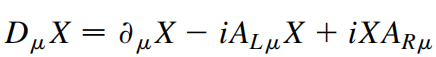 D_μX = ∂_μX − iA_{Lμ}X + iXA_{Rμ}